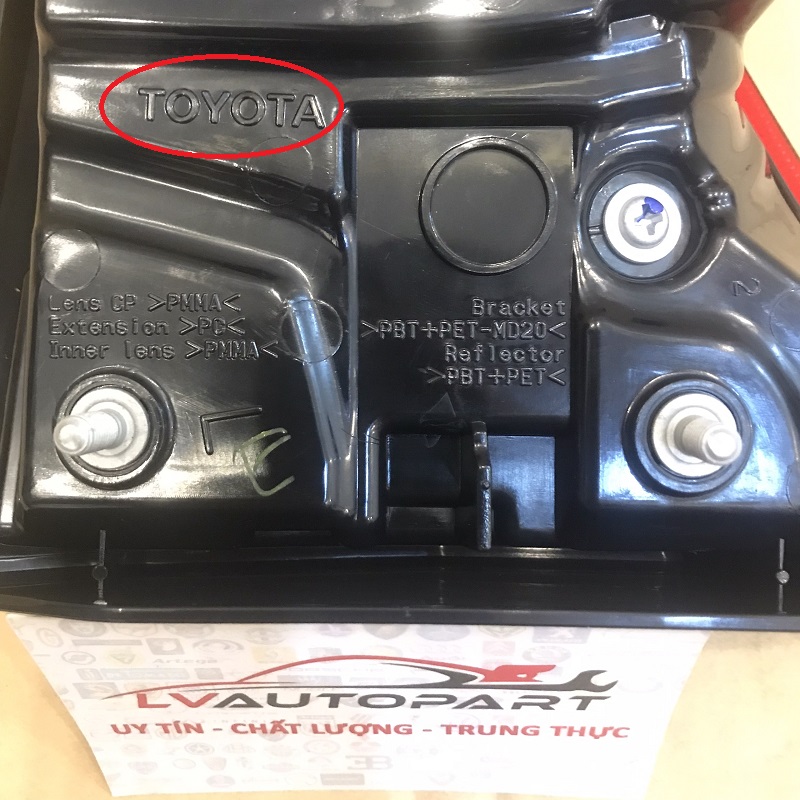 TOYOTA
2
Lens CP >PMMA<
Extension >PC<
Inner lens >PMMA<
Bracket
>PBT+PET-MD20<
Reflector
>PBT+PET<
L
E
LVAUTOPART
UY TÍN - CHẤT LƯỢNG - TRUNG THỰC